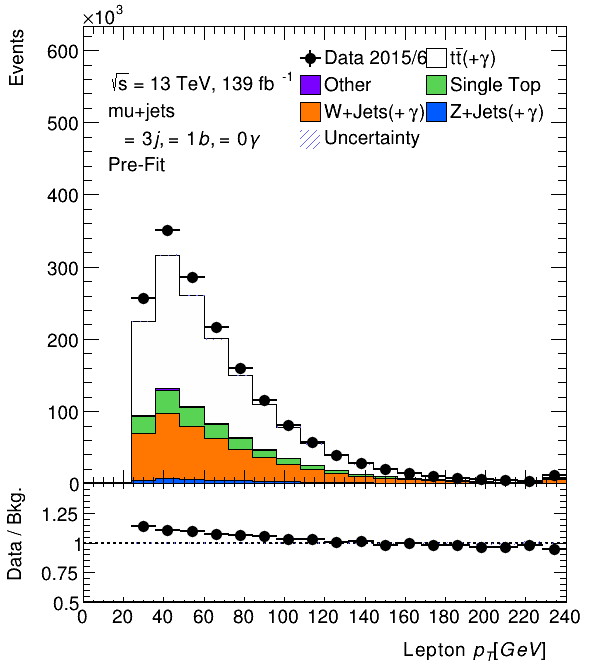 ×10³
Events
600
500
400
300
200
100
0
√s = 13 TeV, 139 fb⁻¹
mu+jets
= 3j, = 1b, = 0γ
Pre-Fit
Data 2015/6
tt̄(+γ)
Other
Single Top
W+Jets(+γ)
Z+Jets(+γ)
Uncertainty
Data / Bkg.
1.25
1
0.75
0.5
0 20 40 60 80 100 120 140 160 180 200 220 240
Lepton p_T[GeV]